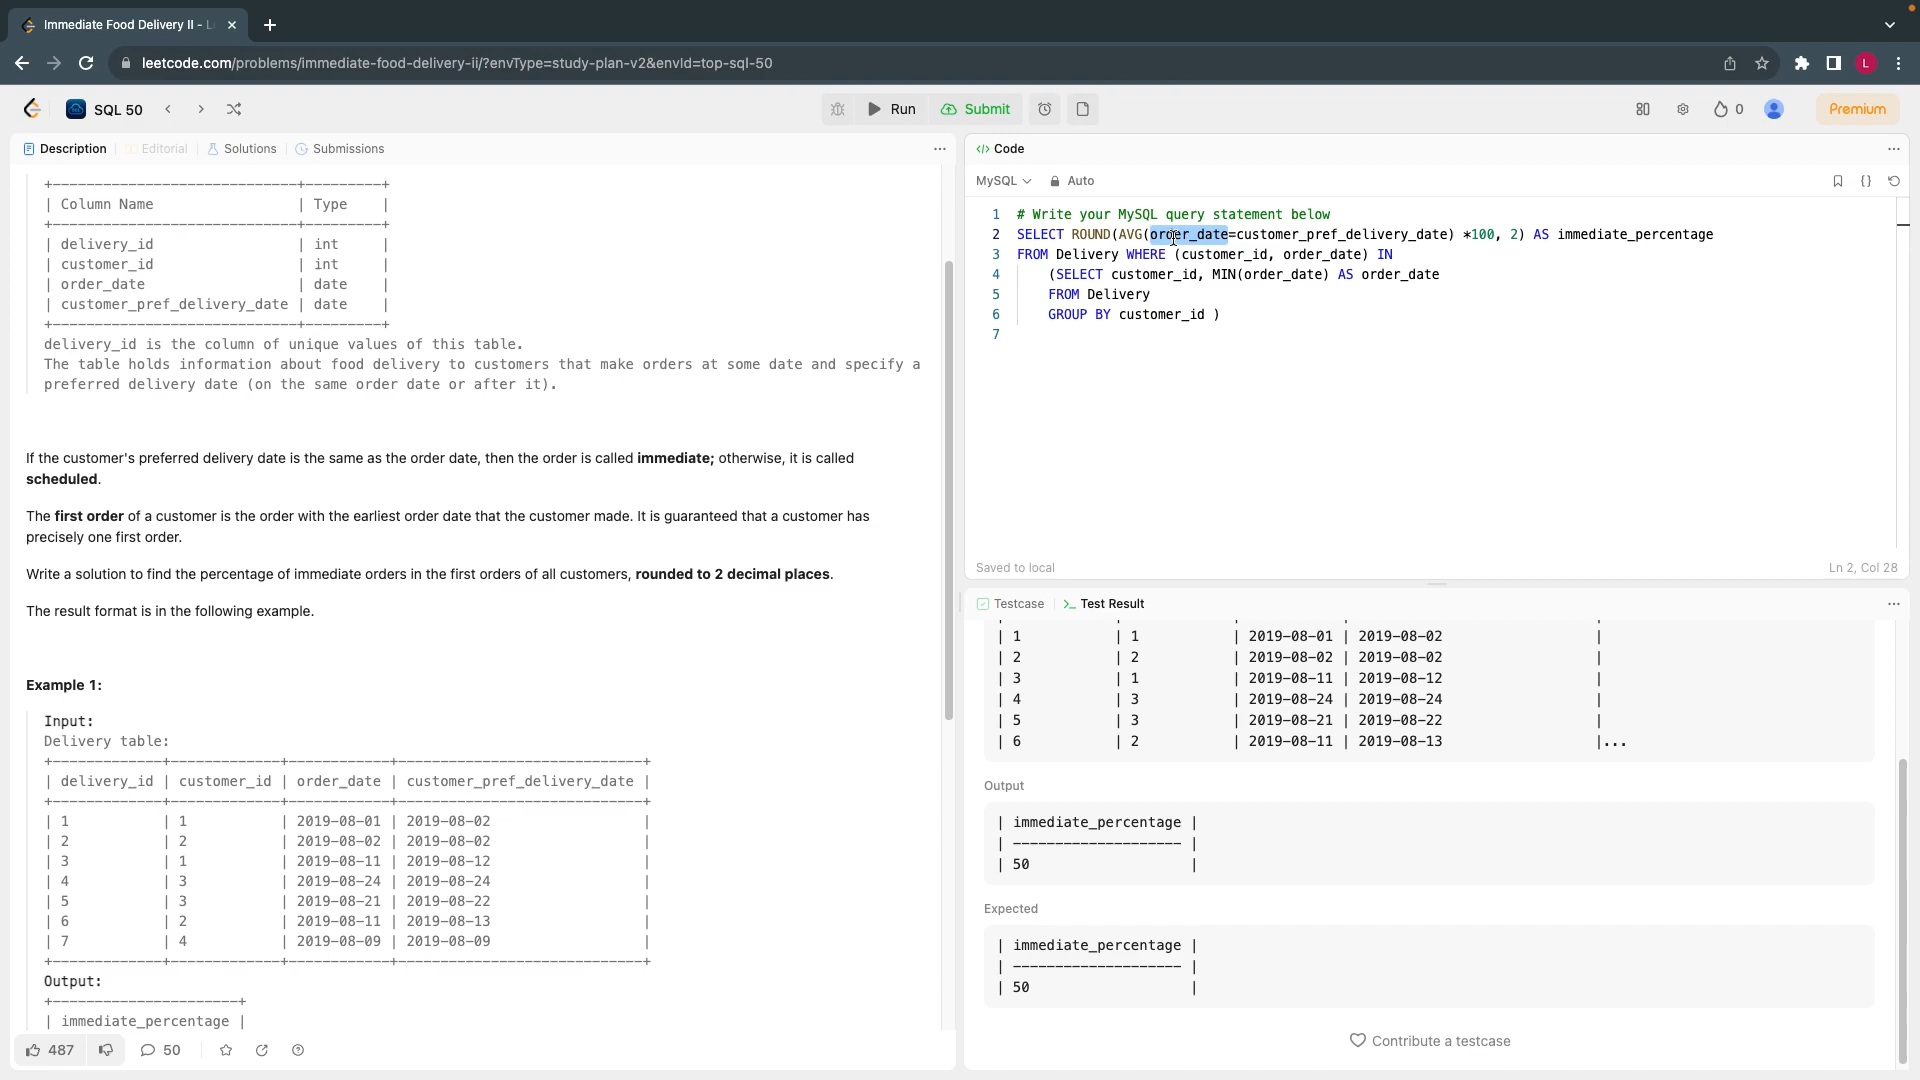 Immediate Food Delivery II - L
leetcode.com/problems/immediate-food-delivery-ii/?envType=study-plan-v2&envId=top-sql-50
L
SQL 50
Run
Submit
0
Premium
Description
Editorial
Solutions
Submissions
+-----------------------------+---------+
| Column Name                 | Type    |
+-----------------------------+---------+
| delivery_id                 | int     |
| customer_id                 | int     |
| order_date                  | date    |
| customer_pref_delivery_date | date    |
+-----------------------------+---------+
delivery_id is the column of unique values of this table.
The table holds information about food delivery to customers that make orders at some date and specify a
preferred delivery date (on the same order date or after it).
If the customer's preferred delivery date is the same as the order date, then the order is called immediate; otherwise, it is called
scheduled.
The first order of a customer is the order with the earliest order date that the customer made. It is guaranteed that a customer has
precisely one first order.
Write a solution to find the percentage of immediate orders in the first orders of all customers, rounded to 2 decimal places.
The result format is in the following example.
Example 1:
Input:
Delivery table:
+-------------+-------------+------------+-----------------------------+
| delivery_id | customer_id | order_date | customer_pref_delivery_date |
+-------------+-------------+------------+-----------------------------+
| 1           | 1           | 2019-08-01 | 2019-08-02                  |
| 2           | 2           | 2019-08-02 | 2019-08-02                  |
| 3           | 1           | 2019-08-11 | 2019-08-12                  |
| 4           | 3           | 2019-08-24 | 2019-08-24                  |
| 5           | 3           | 2019-08-21 | 2019-08-22                  |
| 6           | 2           | 2019-08-11 | 2019-08-13                  |
| 7           | 4           | 2019-08-09 | 2019-08-09                  |
+-------------+-------------+------------+-----------------------------+
Output:
+----------------------+
| immediate_percentage |
487
50
Code
MySQL
Auto
1 # Write your MySQL query statement below
2 SELECT ROUND(AVG(order_date=customer_pref_delivery_date) *100, 2) AS immediate_percentage
3 FROM Delivery WHERE (customer_id, order_date) IN
4     (SELECT customer_id, MIN(order_date) AS order_date
5     FROM Delivery
6     GROUP BY customer_id )
7
Saved to local
Ln 2, Col 28
Testcase
Test Result
| 1           | 1           | 2019-08-01 | 2019-08-02                  |
| 2           | 2           | 2019-08-02 | 2019-08-02                  |
| 3           | 1           | 2019-08-11 | 2019-08-12                  |
| 4           | 3           | 2019-08-24 | 2019-08-24                  |
| 5           | 3           | 2019-08-21 | 2019-08-22                  |
| 6           | 2           | 2019-08-11 | 2019-08-13                  |...
Output
| immediate_percentage |
| -------------------- |
| 50                   |
Expected
| immediate_percentage |
| -------------------- |
| 50                   |
Contribute a testcase